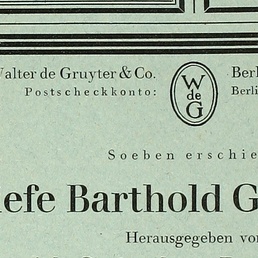 Walter de Gruyter & Co.
Postscheckkonto:
W
de
G
Berl
Berli
Soeben erschie
efe Barthold G
Herausgegeben vo